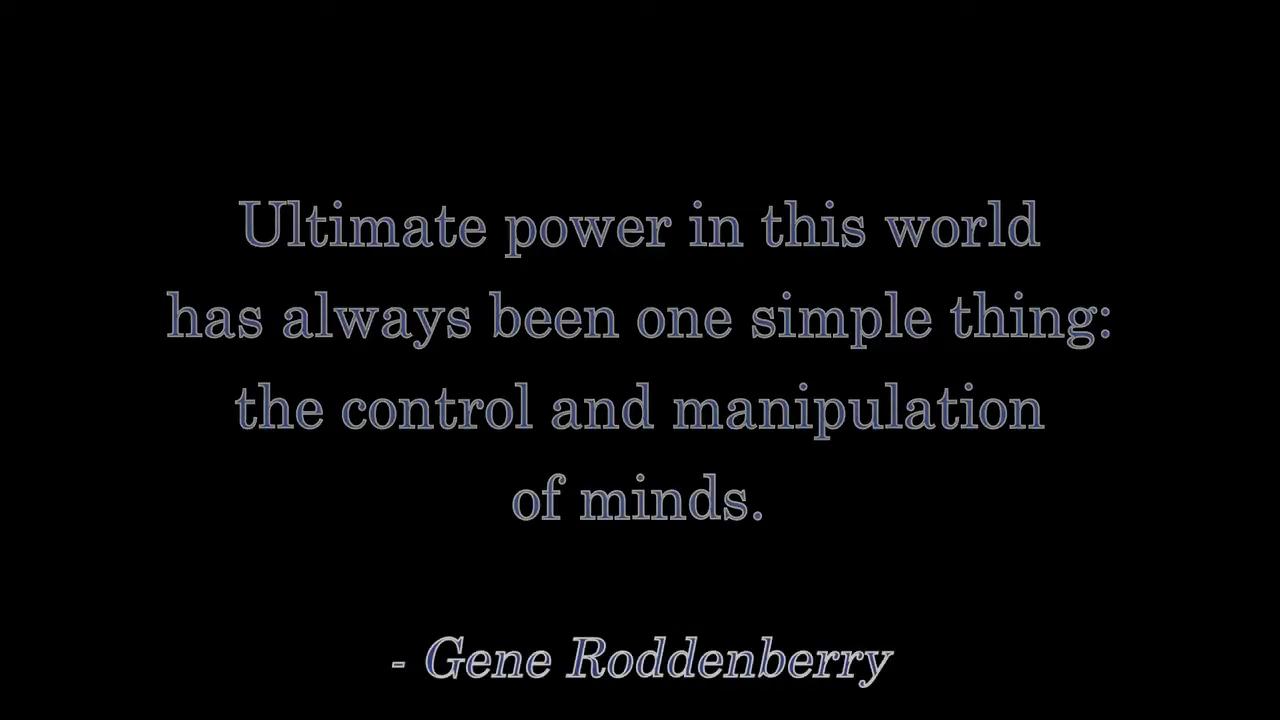 Ultimate power in this world
has always been one simple thing:
the control and manipulation
of minds.
- Gene Roddenberry